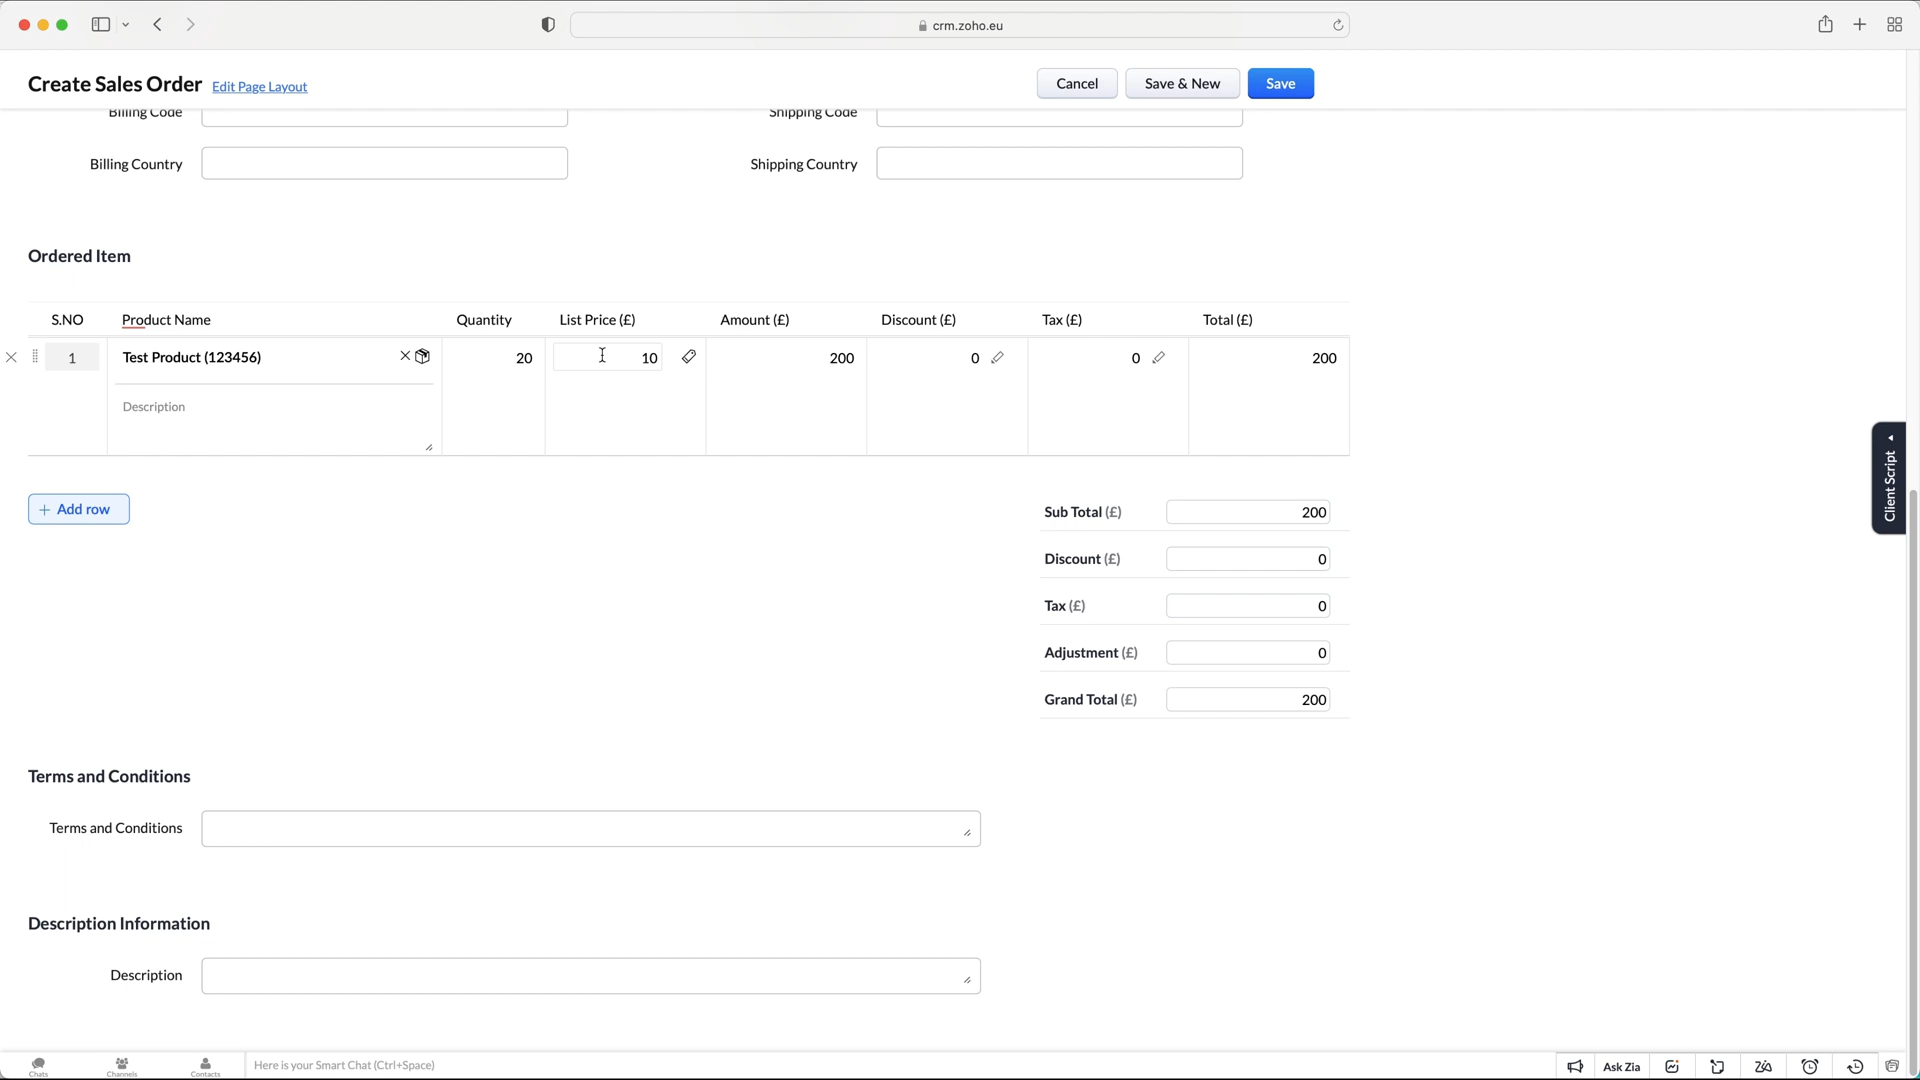 crm.zoho.eu
Create Sales Order Edit Page Layout Cancel Save & New Save
Billing Code Shipping Code
Billing Country Shipping Country
Ordered Item
S.NO Product Name Quantity List Price (£) Amount (£) Discount (£) Tax (£) Total (£)
1 Test Product (123456) 20 10 200 0 0 200
Description
Client Script
+ Add row
Sub Total (£) 200
Discount (£) 0
Tax (£) 0
Adjustment (£) 0
Grand Total (£) 200
Terms and Conditions
Terms and Conditions
Description Information
Description
Chats Channels Contacts Here is your Smart Chat (Ctrl+Space) Ask Zia